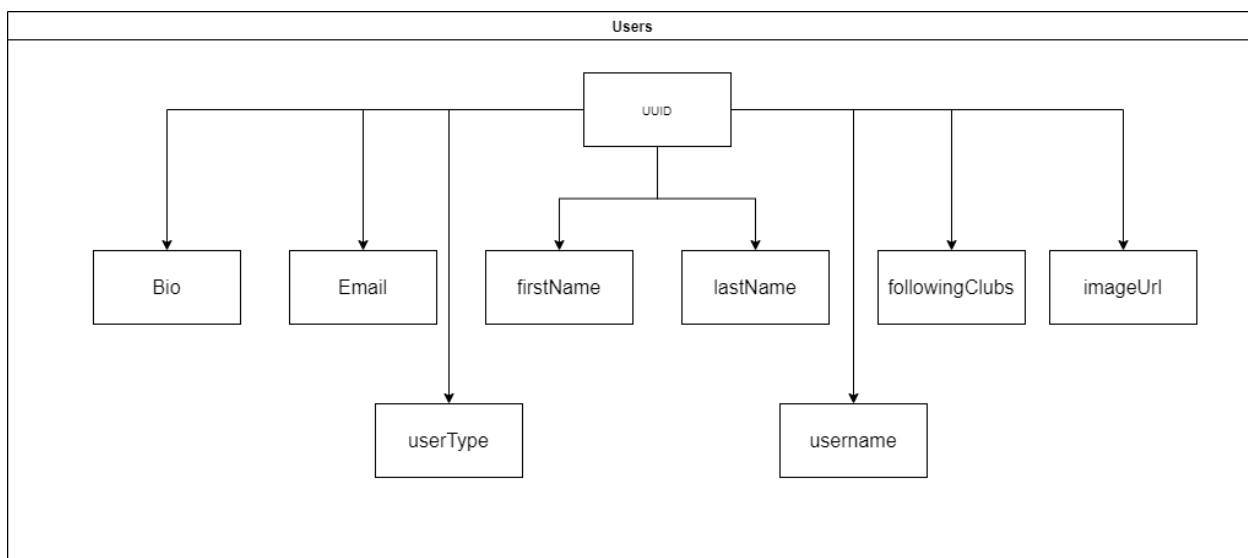 Users
UUID
Bio
Email
firstName
lastName
followingClubs
imageUrl
userType
username